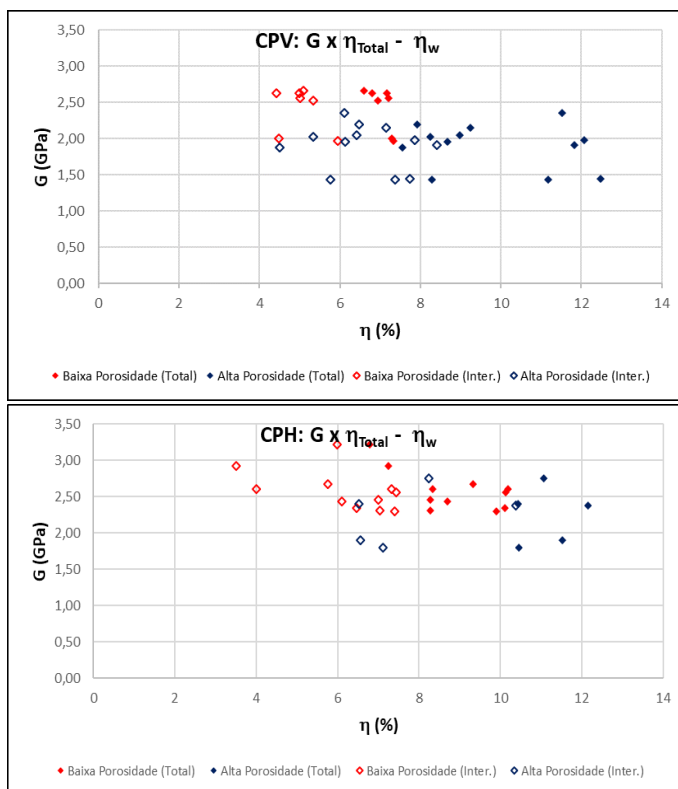 CPV: G x ηTotal - ηw
3,50
3,00
2,50
2,00
1,50
1,00
0,50
0,00
G (GPa)
0 2 4 6 8 10 12 14
η (%)
Baixa Porosidade (Total) Alta Porosidade (Total) Baixa Porosidade (Inter.) Alta Porosidade (Inter.)
CPH: G x ηTotal - ηw
3,50
3,00
2,50
2,00
1,50
1,00
0,50
0,00
G (GPa)
0 2 4 6 8 10 12 14
η (%)
Baixa Porosidade (Total) Alta Porosidade (Total) Baixa Porosidade (Inter.) Alta Porosidade (Inter.)